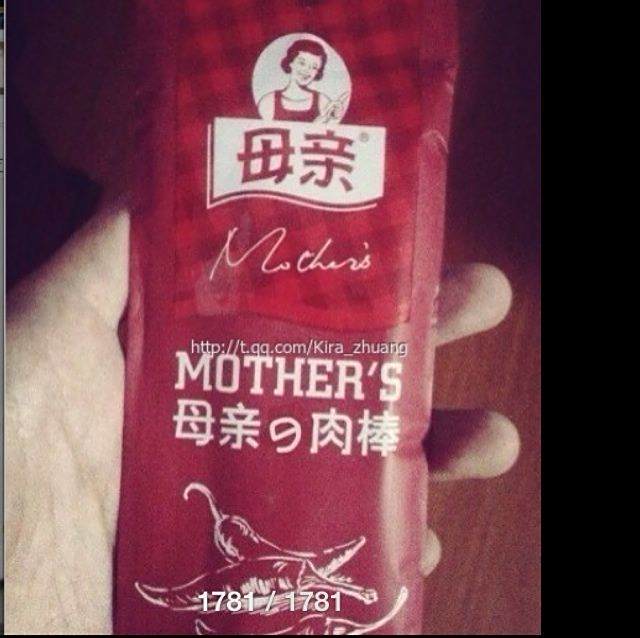 母亲®
Mother's
http://t.qq.com/Kira_zhuang
MOTHER'S
母亲の肉棒
1781 / 1781